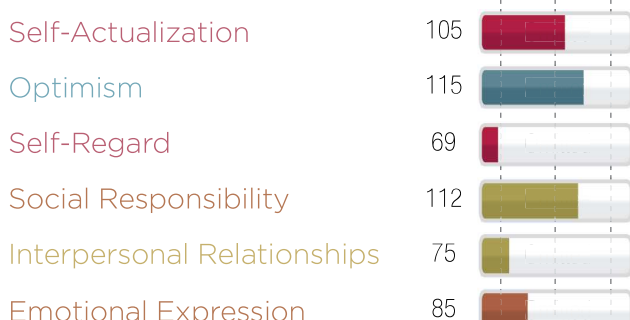 Self-Actualization 105
Optimism 115
Self-Regard 69
Social Responsibility 112
Interpersonal Relationships 75
Emotional Expression 85